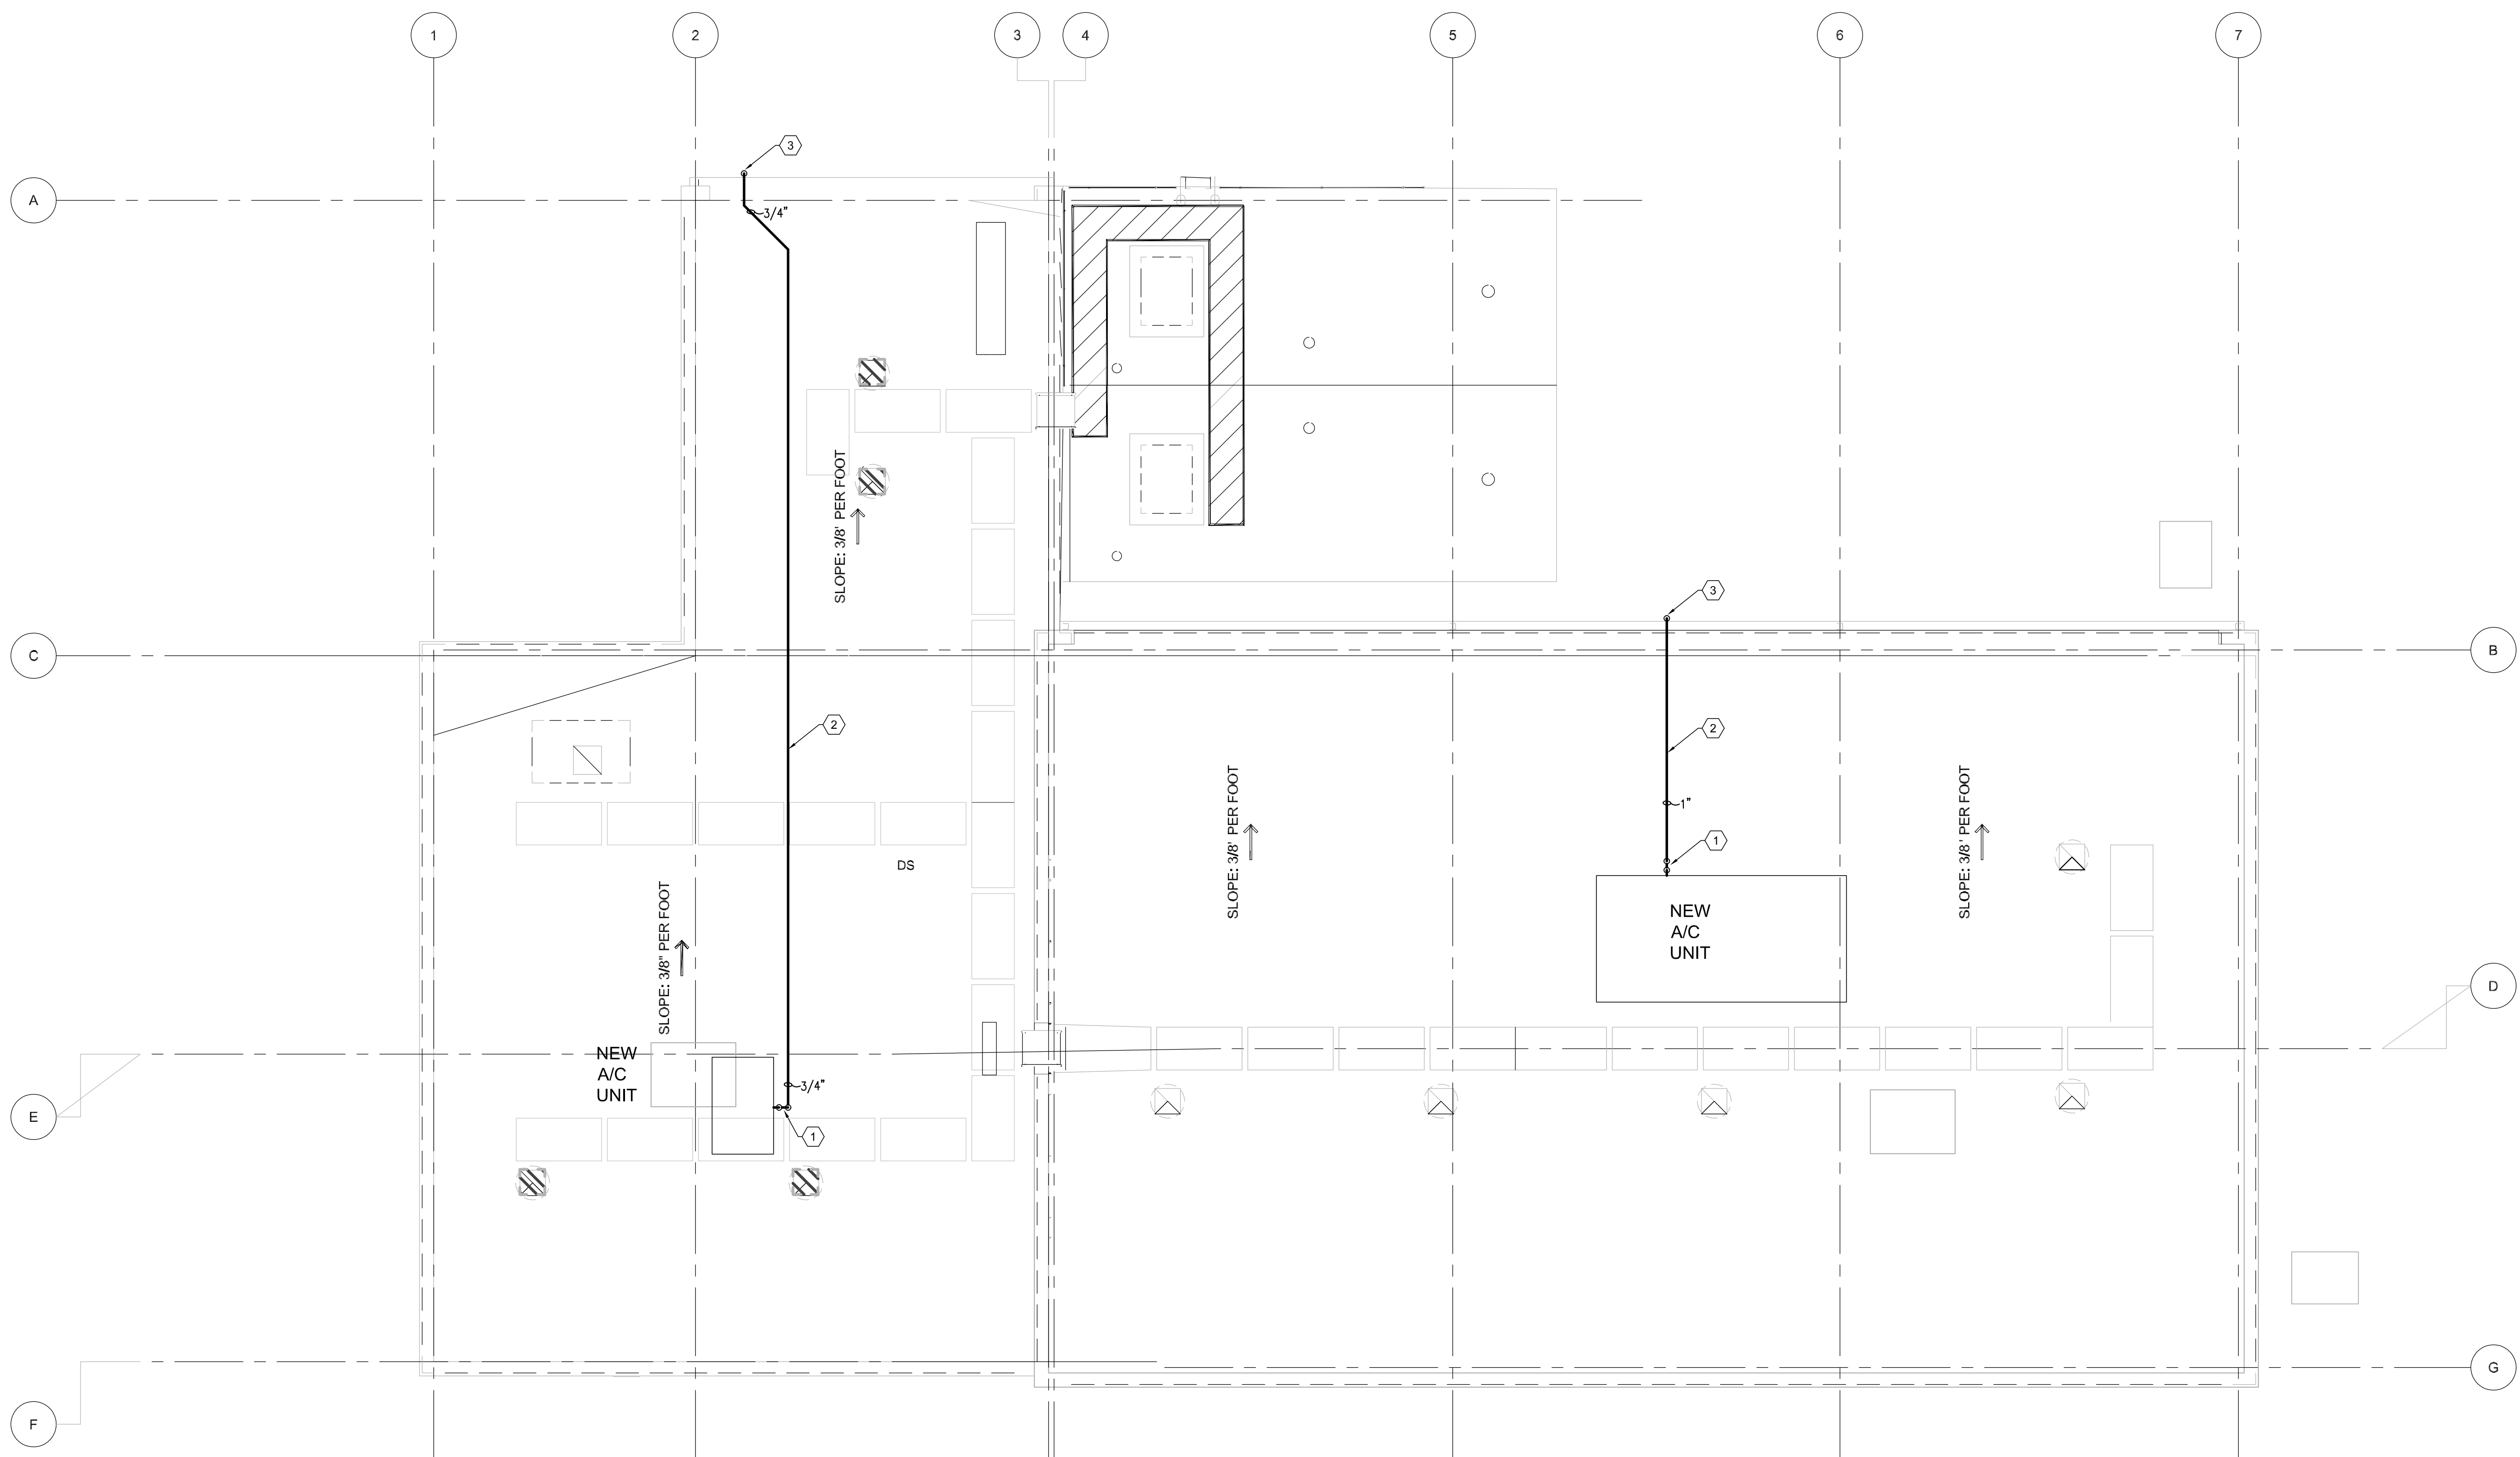 1
2
3
4
5
6
7
3
A
3/4"
SLOPE: 3/8' PER FOOT
3
C
B
2
2
SLOPE: 3/8' PER FOOT
SLOPE: 3/8' PER FOOT
1"
1
DS
SLOPE: 3/8" PER FOOT
NEW
A/C
UNIT
D
NEW
A/C
UNIT
3/4"
E
1
G
F